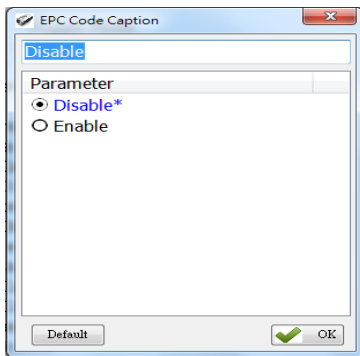 EPC Code Caption
Disable
Parameter
Disable*
Enable
Default
OK